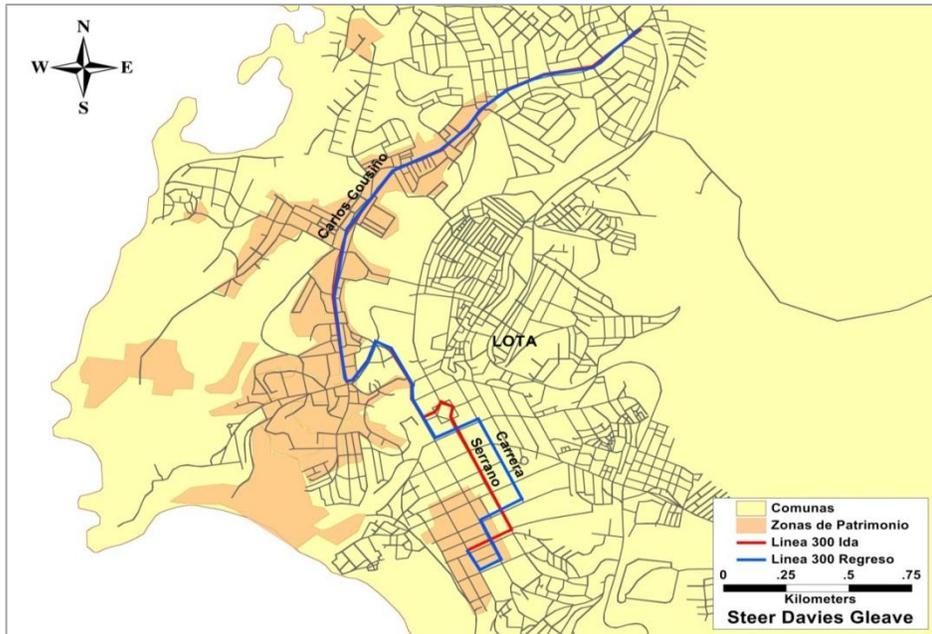 N
W E
S
Carlos Cousiño
LOTA
Carrera
Serrano
Comunas
Zonas de Patrimonio
Linea 300 Ida
Linea 300 Regreso
0 .25 .5 .75
Kilometers
Steer Davies Gleave